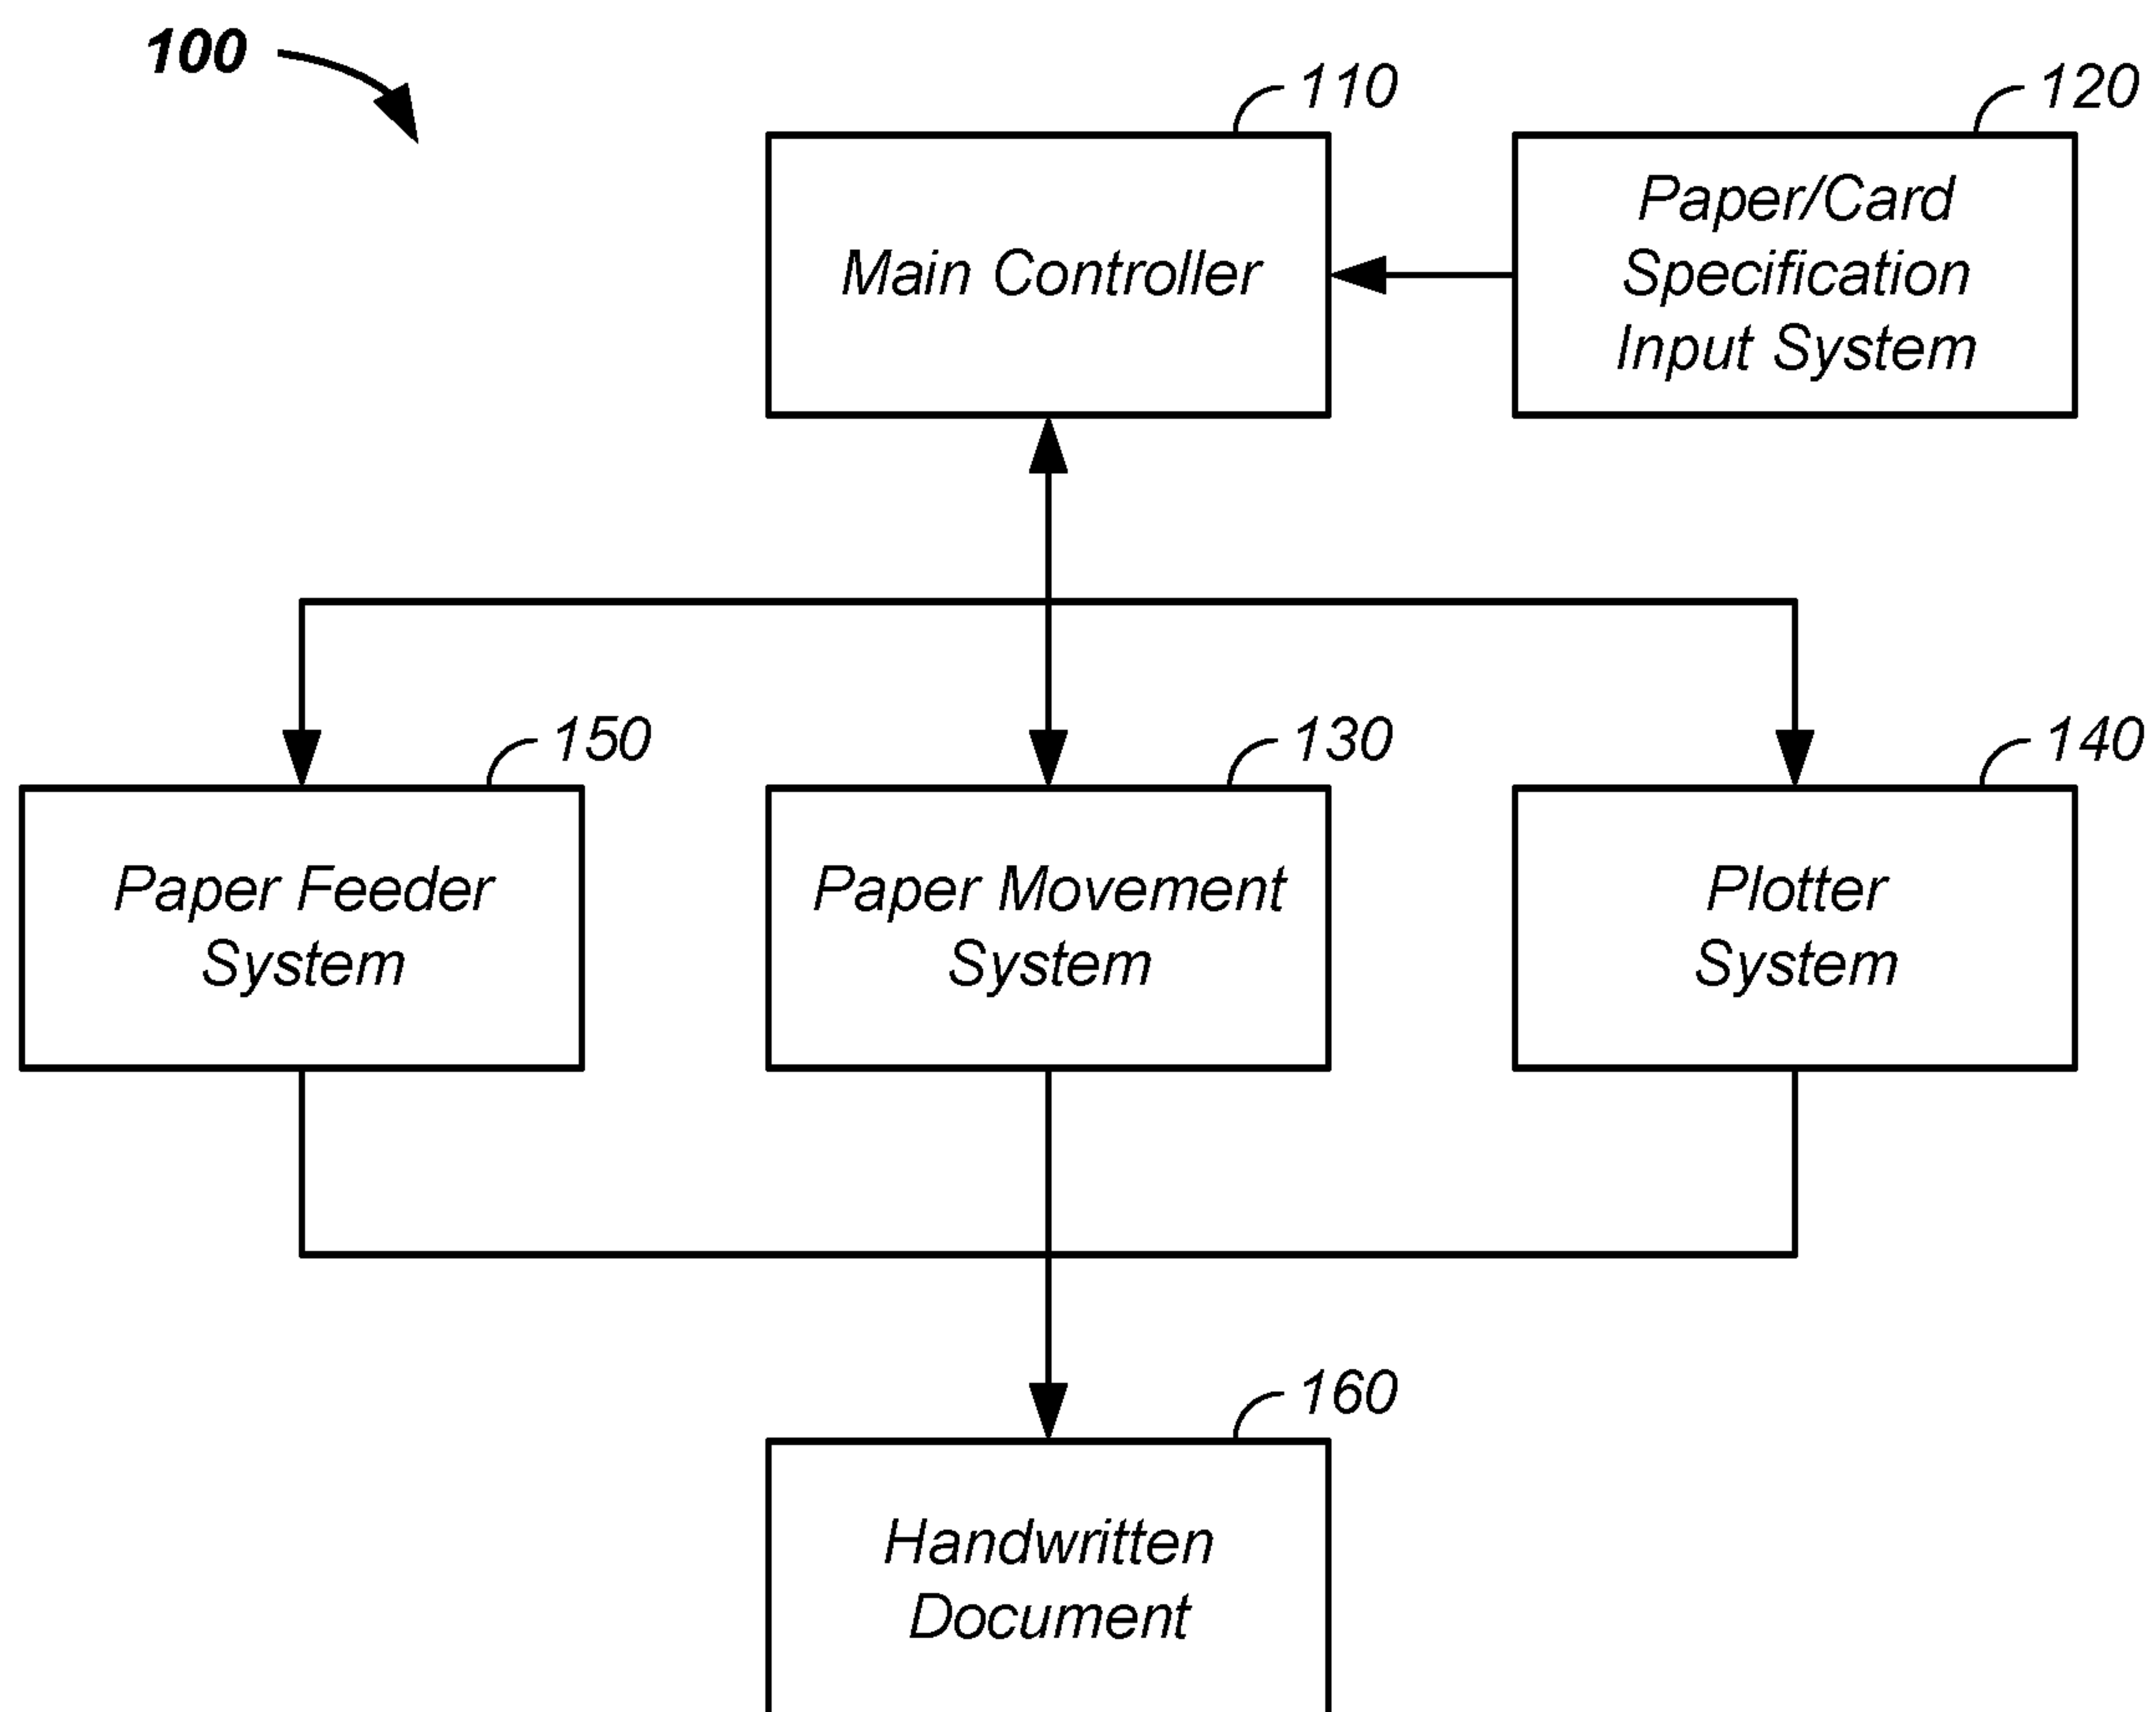 100
110
120
Main Controller
Paper/Card
Specification
Input System
150
130
140
Paper Feeder
System
Paper Movement
System
Plotter
System
160
Handwritten
Document